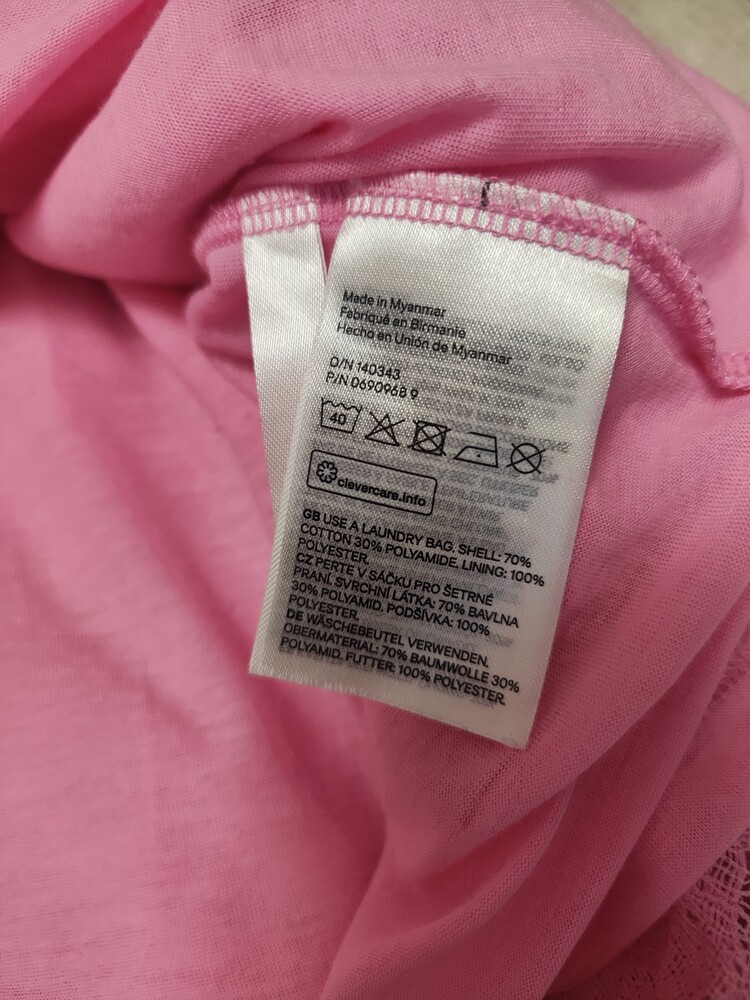 Made in Myanmar
Fabriqué en Birmanie
Hecho en Unión de Myanmar
O/N 140343
P/N 0690968 9
40
clevercare.info
GB USE A LAUNDRY BAG. SHELL: 70%
COTTON 30% POLYAMIDE. LINING: 100%
POLYESTER.
CZ PERTE V SÁČKU PRO ŠETRNÉ
PRANÍ. SVRCHNÍ LÁTKA: 70% BAVLNA
30% POLYAMID. PODŠÍVKA: 100%
POLYESTER.
DE WÄSCHEBEUTEL VERWENDEN.
OBERMATERIAL: 70% BAUMWOLLE 30%
POLYAMID. FUTTER: 100% POLYESTER.